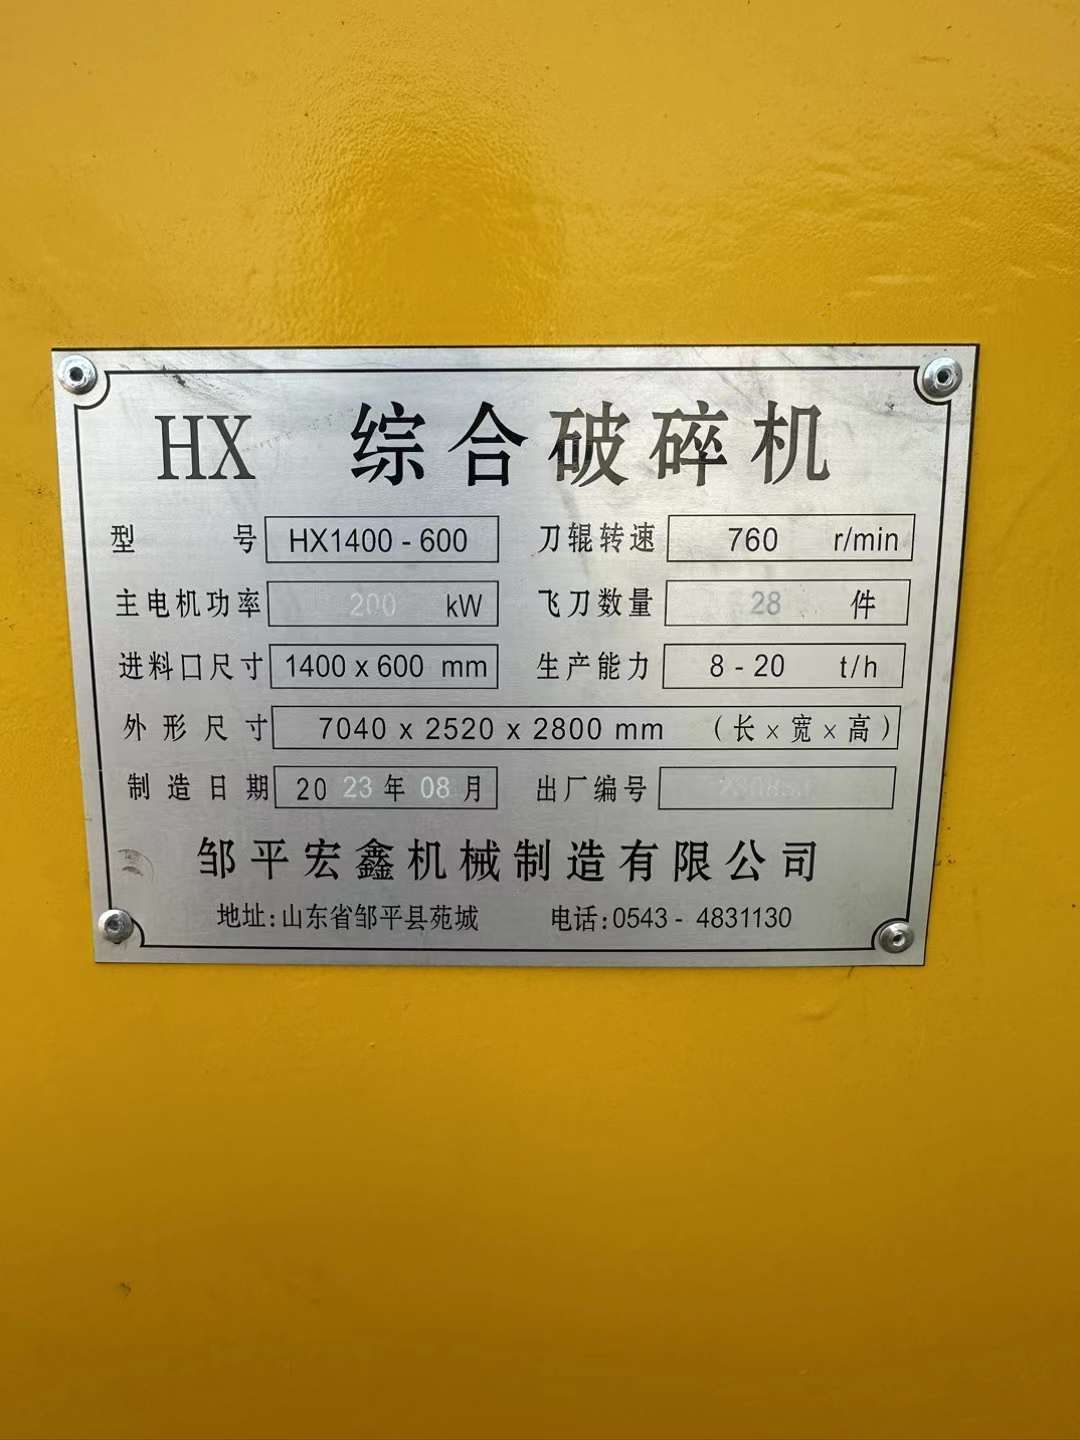 HX 综合破碎机
型号 HX1400-600 刀辊转速 760 r/min
主电机功率 200 kW 飞刀数量 28 件
进料口尺寸 1400 x 600 mm 生产能力 8-20 t/h
外形尺寸 7040 x 2520 x 2800 mm （长×宽×高）
制造日期 2023年08月 出厂编号
邹平宏鑫机械制造有限公司
地址:山东省邹平县苑城 电话:0543-4831130